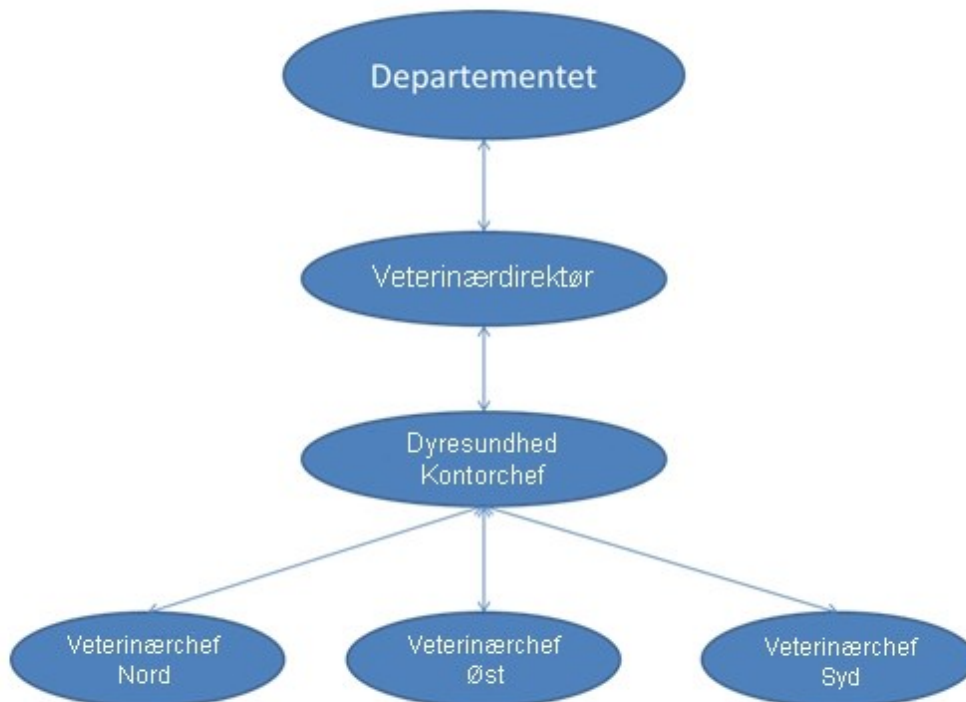 Departementet
Veterinærdirektør
Dyresundhed
Kontorchef
Veterinærchef
Nord
Veterinærchef
Øst
Veterinærchef
Syd